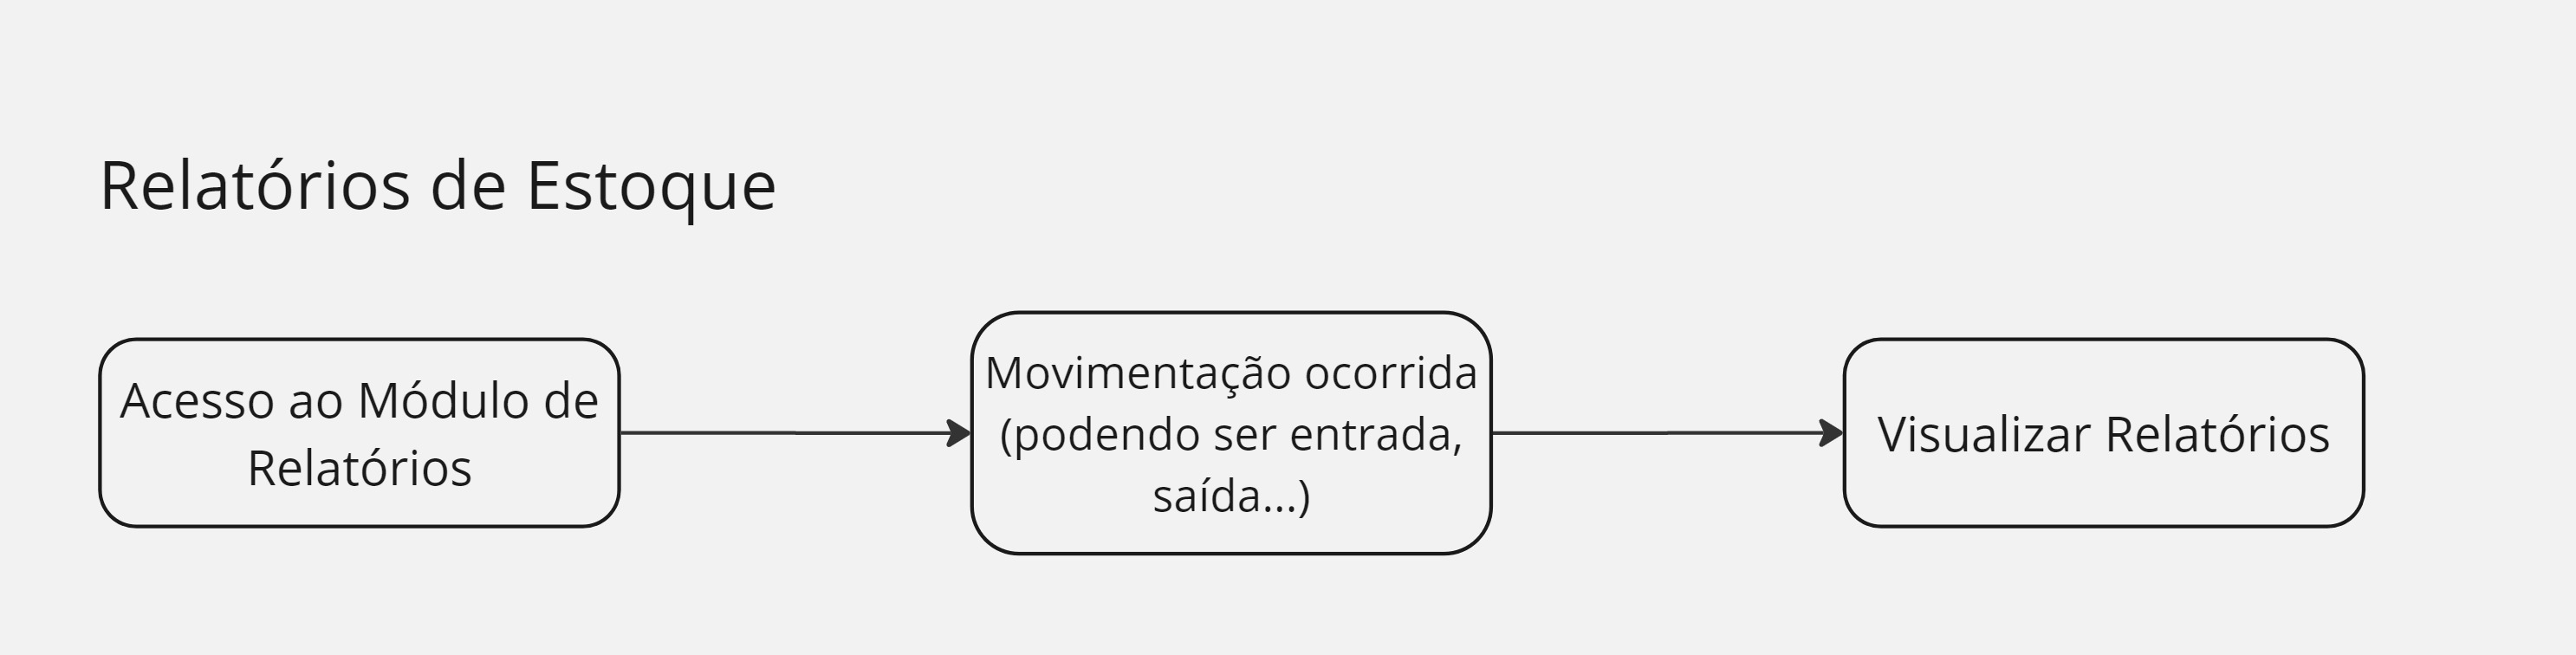 Relatórios de Estoque
Acesso ao Módulo de
Relatórios
Movimentação ocorrida
(podendo ser entrada,
saída...)
Visualizar Relatórios